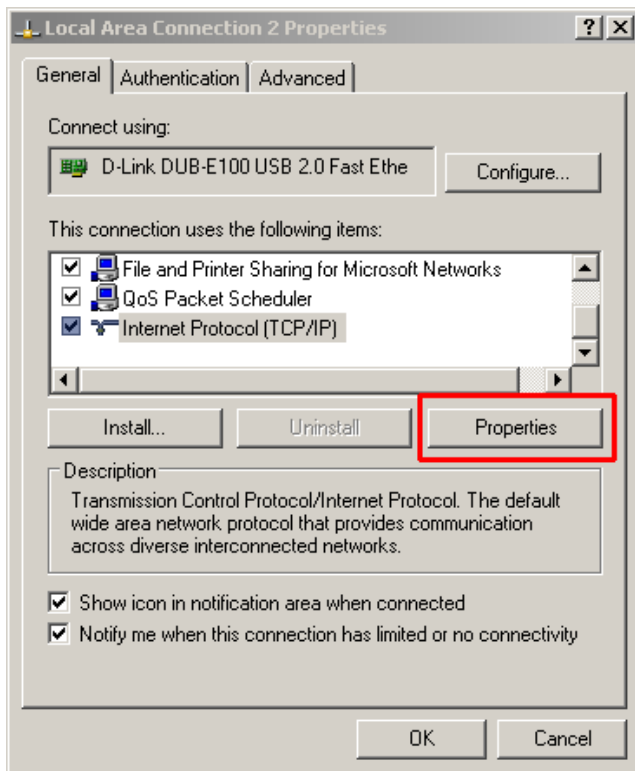 Local Area Connection 2 Properties
General Authentication Advanced
Connect using:
D-Link DUB-E100 USB 2.0 Fast Ethe Configure...
This connection uses the following items:
File and Printer Sharing for Microsoft Networks
QoS Packet Scheduler
Internet Protocol (TCP/IP)
Install... Uninstall Properties
Description
Transmission Control Protocol/Internet Protocol. The default
wide area network protocol that provides communication
across diverse interconnected networks.
Show icon in notification area when connected
Notify me when this connection has limited or no connectivity
OK Cancel